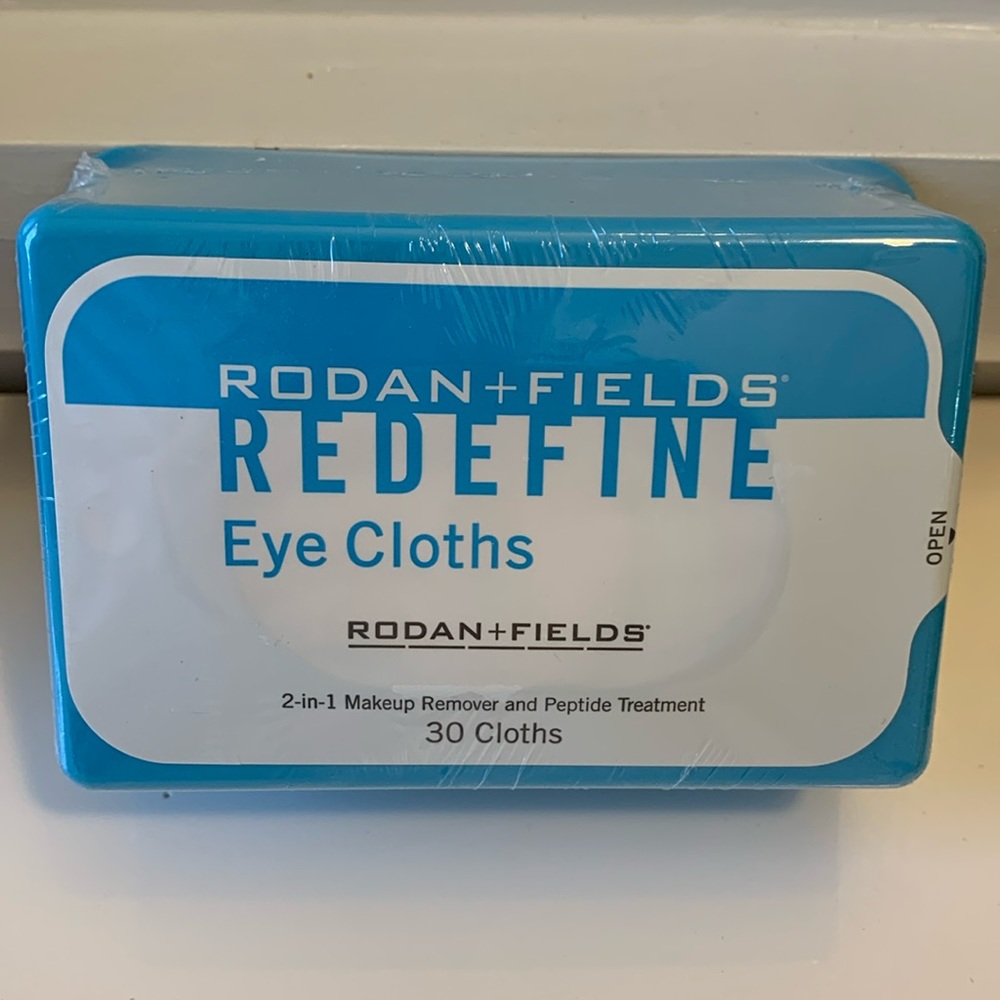 RODAN+FIELDS®
REDEFINE
Eye Cloths
OPEN
RODAN+FIELDS®
2-in-1 Makeup Remover and Peptide Treatment
30 Cloths